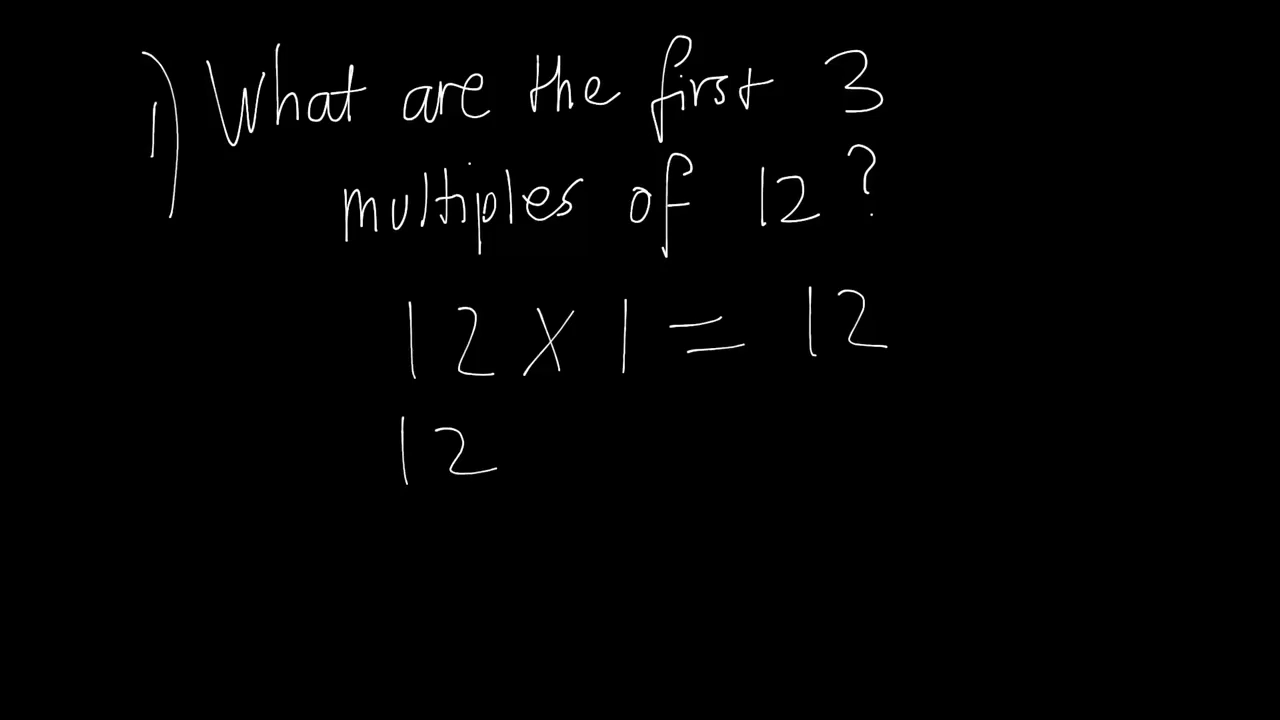 1) What are the first 3
multiples of 12?
12 x 1 = 12
12